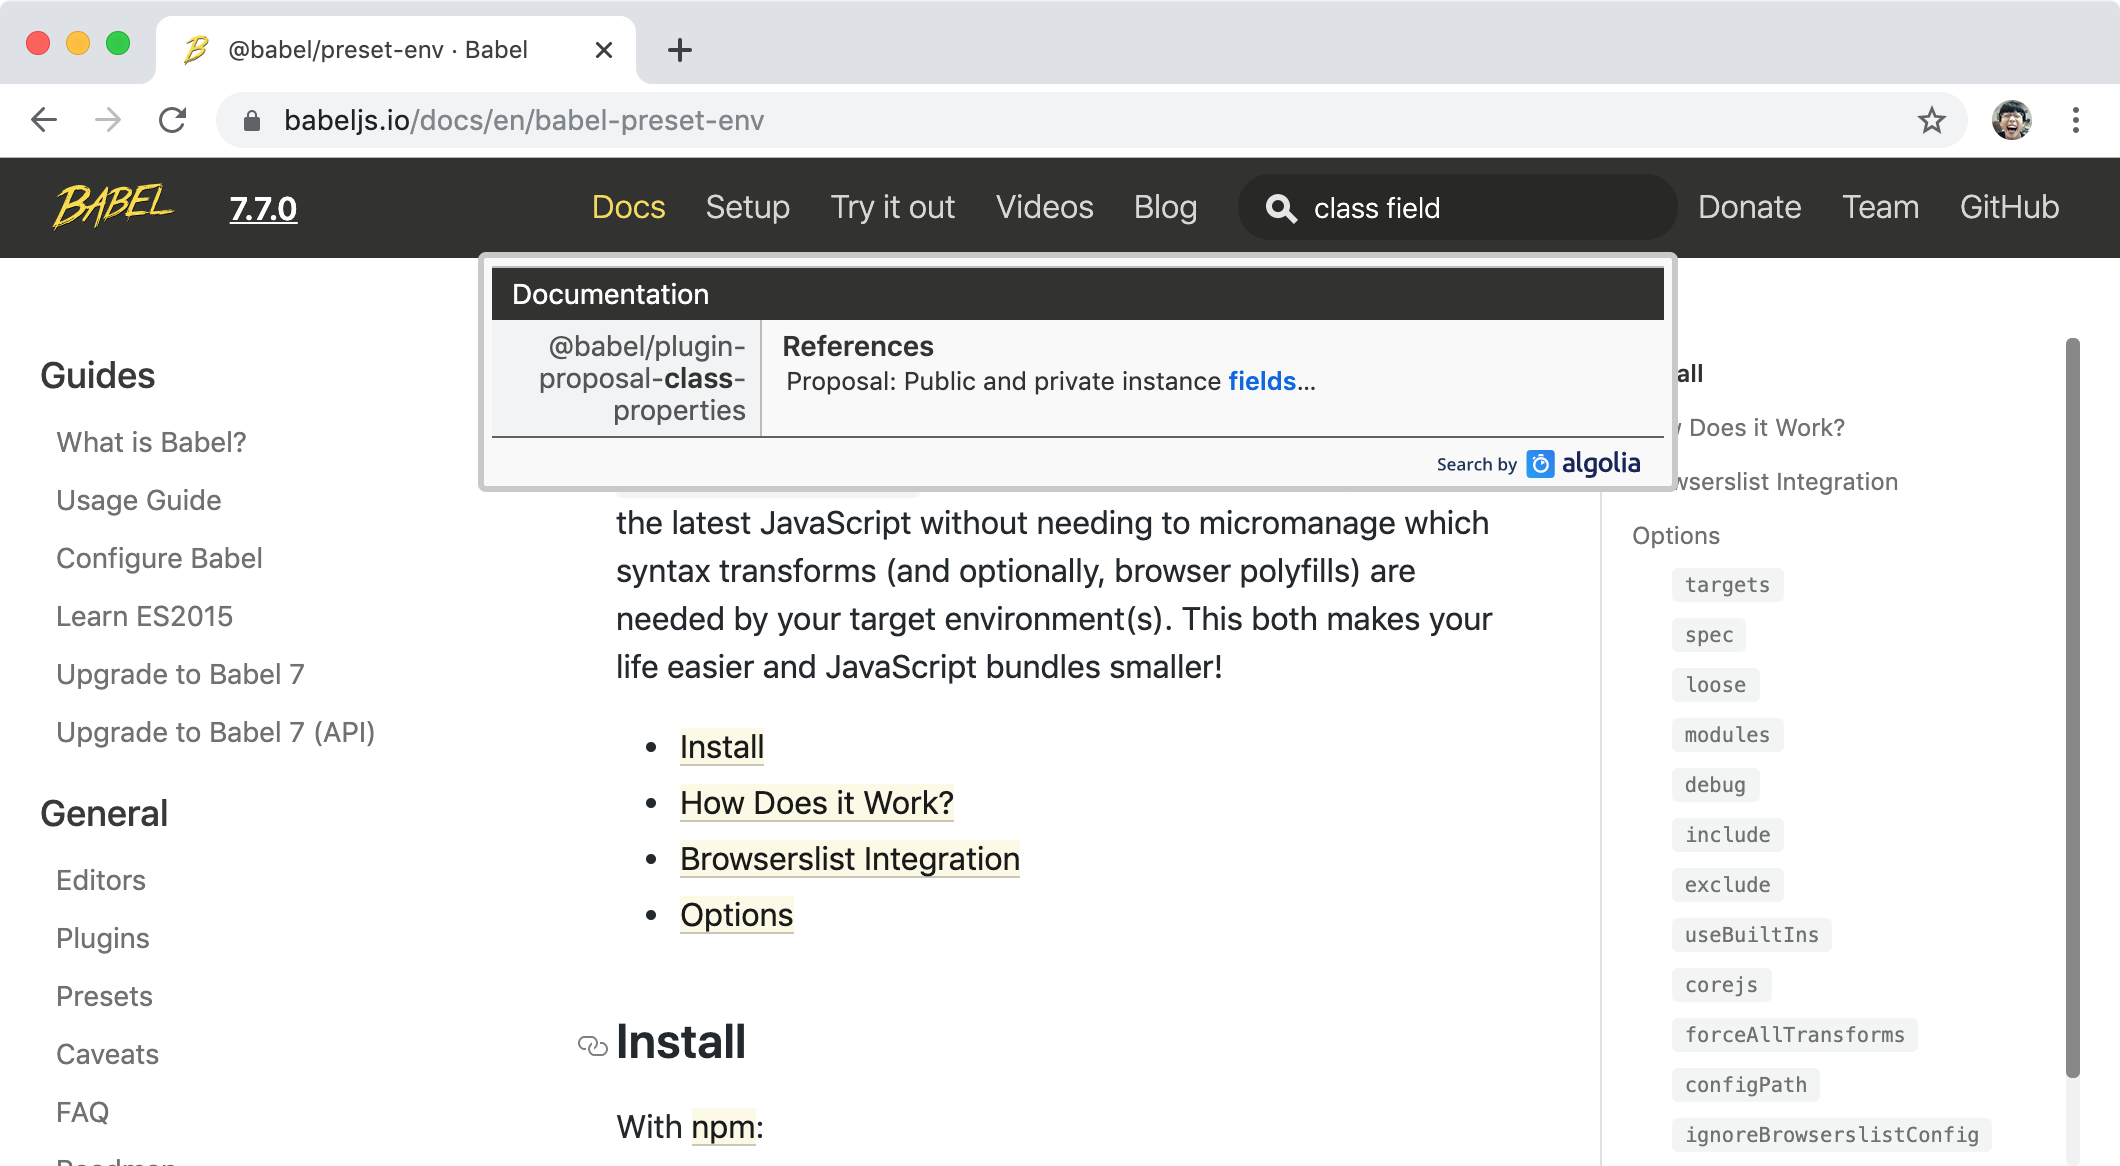 @babel/preset-env · Babel
babeljs.io/docs/en/babel-preset-env
BABEL 7.7.0 Docs Setup Try it out Videos Blog class field Donate Team GitHub
Documentation
@babel/plugin-
proposal-class-
properties
References
Proposal: Public and private instance fields...
Search by algolia
Guides
What is Babel?
Usage Guide
Configure Babel
Learn ES2015
Upgrade to Babel 7
Upgrade to Babel 7 (API)
General
Editors
Plugins
Presets
Caveats
FAQ
the latest JavaScript without needing to micromanage which
syntax transforms (and optionally, browser polyfills) are
needed by your target environment(s). This both makes your
life easier and JavaScript bundles smaller!
Install
How Does it Work?
Browserslist Integration
Options
Install
With npm:
all
Does it Work?
wserslist Integration
Options
targets
spec
loose
modules
debug
include
exclude
useBuiltIns
corejs
forceAllTransforms
configPath
ignoreBrowserslistConfig